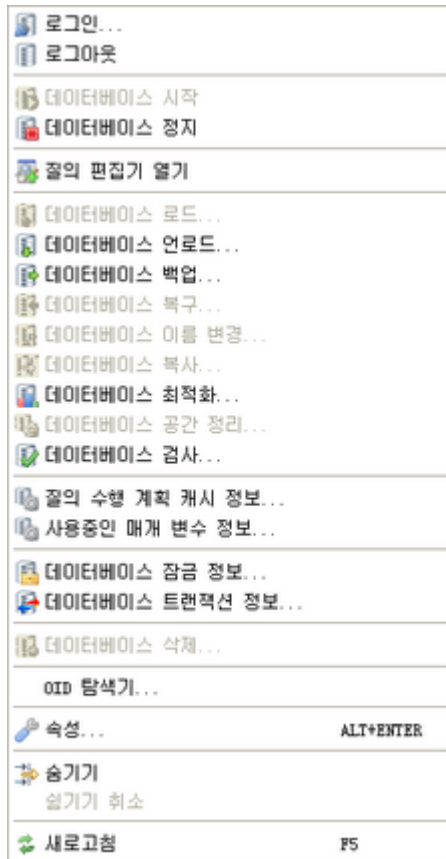 로그인...
로그아웃
데이터베이스 시작
데이터베이스 정지
질의 편집기 열기
데이터베이스 로드...
데이터베이스 언로드...
데이터베이스 백업...
데이터베이스 복구...
데이터베이스 이름 변경...
데이터베이스 복사...
데이터베이스 최적화...
데이터베이스 공간 정리...
데이터베이스 검사...
질의 수행 계획 캐시 정보...
사용중인 매개 변수 정보...
데이터베이스 잠금 정보...
데이터베이스 트랜잭션 정보...
데이터베이스 삭제...
OID 탐색기...
속성... ALT+ENTER
숨기기
숨기기 취소
새로고침 F5